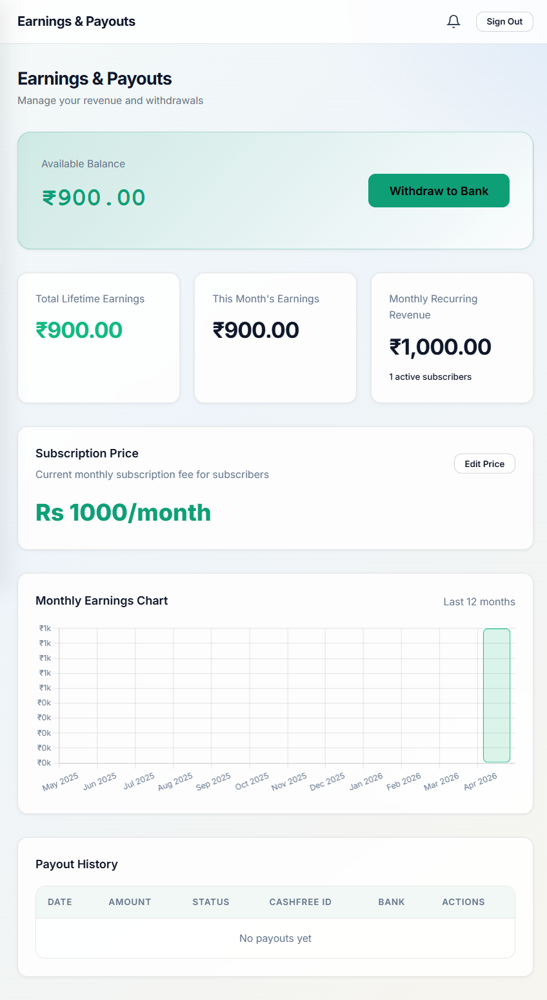 Earnings & Payouts
Sign Out
Earnings & Payouts
Manage your revenue and withdrawals
Available Balance
₹900.00
Withdraw to Bank
Total Lifetime Earnings
₹900.00
This Month's Earnings
₹900.00
Monthly Recurring
Revenue
₹1,000.00
1 active subscribers
Subscription Price
Current monthly subscription fee for subscribers
Edit Price
Rs 1000/month
Monthly Earnings Chart
Last 12 months
₹1k
₹1k
₹1k
₹1k
₹1k
₹0k
₹0k
₹0k
₹0k
₹0k
May 2025
Jun 2025
Jul 2025
Aug 2025
Sep 2025
Oct 2025
Nov 2025
Dec 2025
Jan 2026
Feb 2026
Mar 2026
Apr 2026
Payout History
DATE AMOUNT STATUS CASHFREE ID BANK ACTIONS
No payouts yet